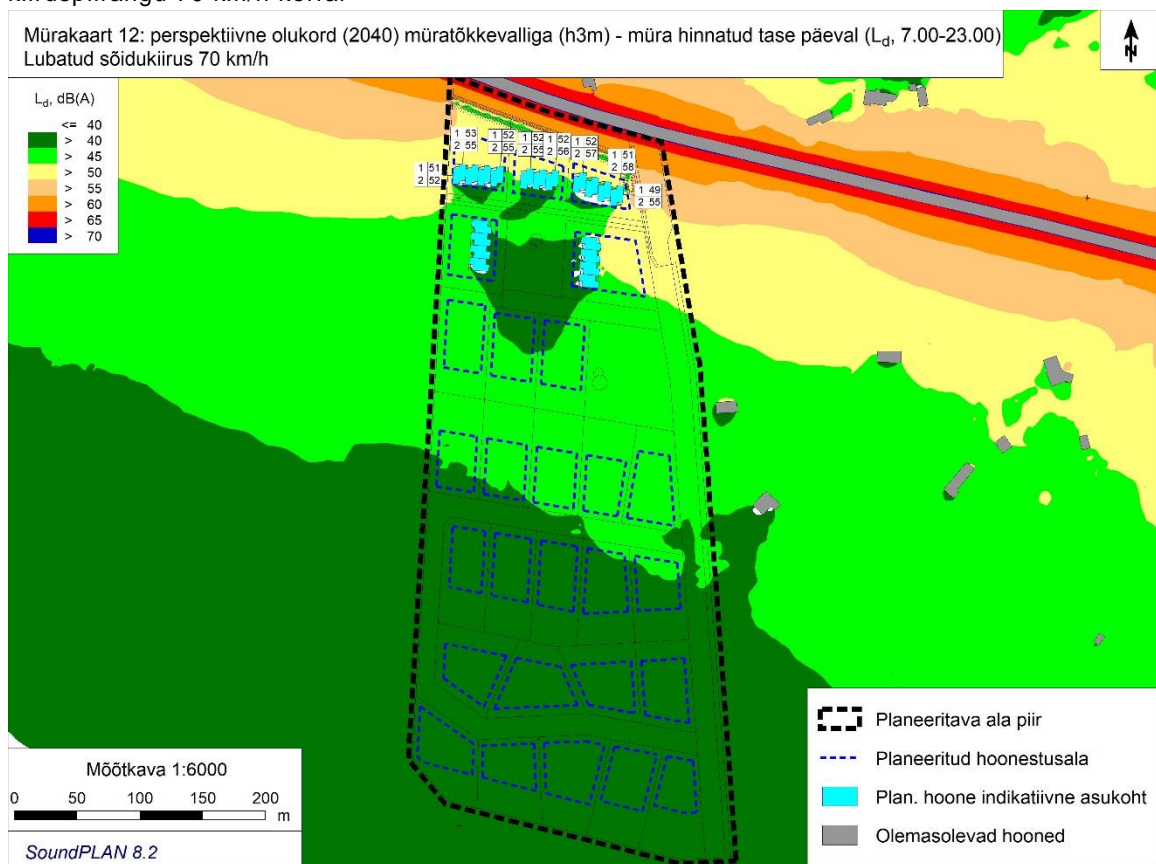 Mürakaart 12: perspektiivne olukord (2040) müratõkkevalliga (h3m) - müra hinnatud tase päeval (Ld, 7.00-23.00)
Lubatud sõidukiirus 70 km/h
N
Ld, dB(A)
<= 40
> 40
> 45
> 50
> 55
> 60
> 65
> 70
1 53
2 55
1 52
2 55
1 52
2 55
1 52
2 56
1 52
2 57
1 51
2 58
1 51
2 52
1 49
2 55
Planeeritava ala piir
Planeeritud hoonestusala
Plan. hoone indikatiivne asukoht
Olemasolevad hooned
Mõõtkava 1:6000
0 50 100 150 200
m
SoundPLAN 8.2